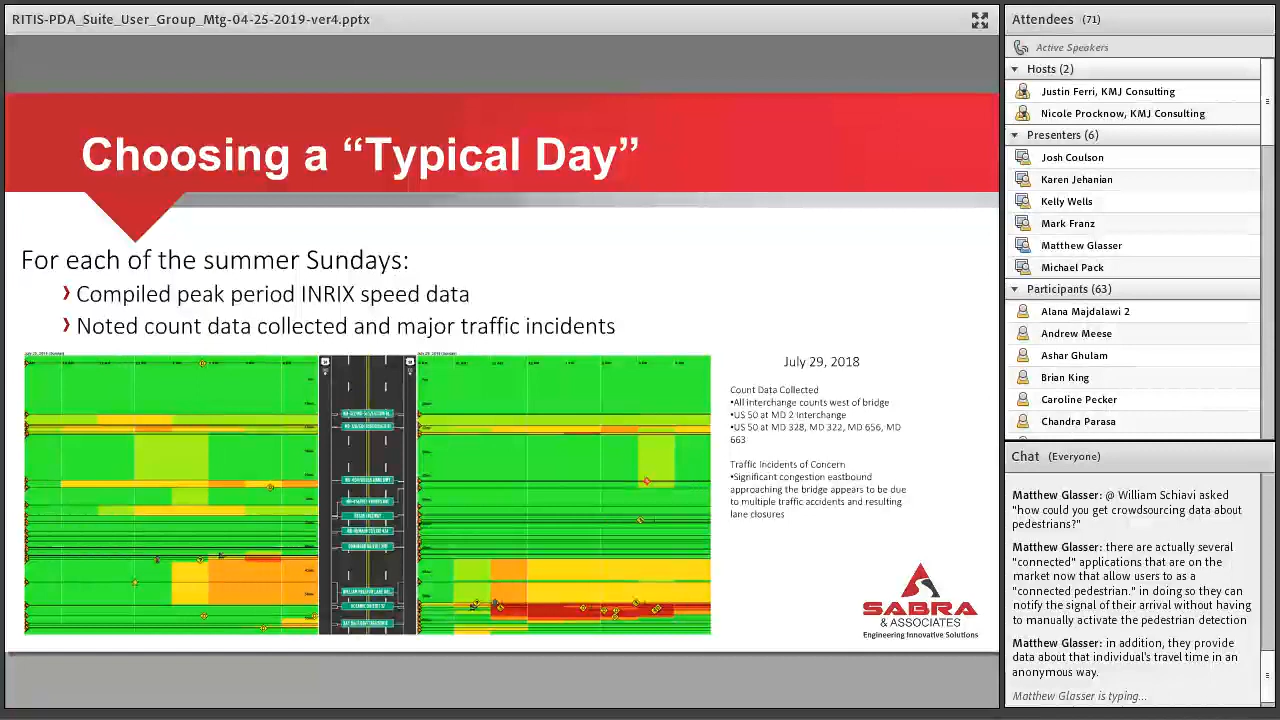 RITIS-PDA_Suite_User_Group_Mtg-04-25-2019-ver4.pptx
Choosing a “Typical Day”
For each of the summer Sundays:
Compiled peak period INRIX speed data
Noted count data collected and major traffic incidents
July 29, 2018
Count Data Collected
•All interchange counts west of bridge
•US 50 at MD 2 Interchange
•US 50 at MD 328, MD 322, MD 656, MD
663
Traffic Incidents of Concern
•Significant congestion eastbound
approaching the bridge appears to be due
to multiple traffic accidents and resulting
lane closures
SABRA
& ASSOCIATES
Engineering Innovative Solutions
Attendees (71)
Active Speakers
Hosts (2)
Justin Ferri, KMJ Consulting
Nicole Procknow, KMJ Consulting
Presenters (6)
Josh Coulson
Karen Jehanian
Kelly Wells
Mark Franz
Matthew Glasser
Michael Pack
Participants (63)
Alana Majdalawi 2
Andrew Meese
Ashar Ghulam
Brian King
Caroline Pecker
Chandra Parasa
Chat (Everyone)
Matthew Glasser: @ William Schiavi asked
"how could you get crowdsourcing data about
pedestrians?"
Matthew Glasser: there are actually several
"connected" applications that are on the
market now that allow users to as a
"connected pedestrian." In doing so they can
notify the signal of their arrival without having
to manually activate the pedestrian detection
Matthew Glasser: in addition, they provide
data about that individual's travel time in an
anonymous way.
Matthew Glasser is typing...